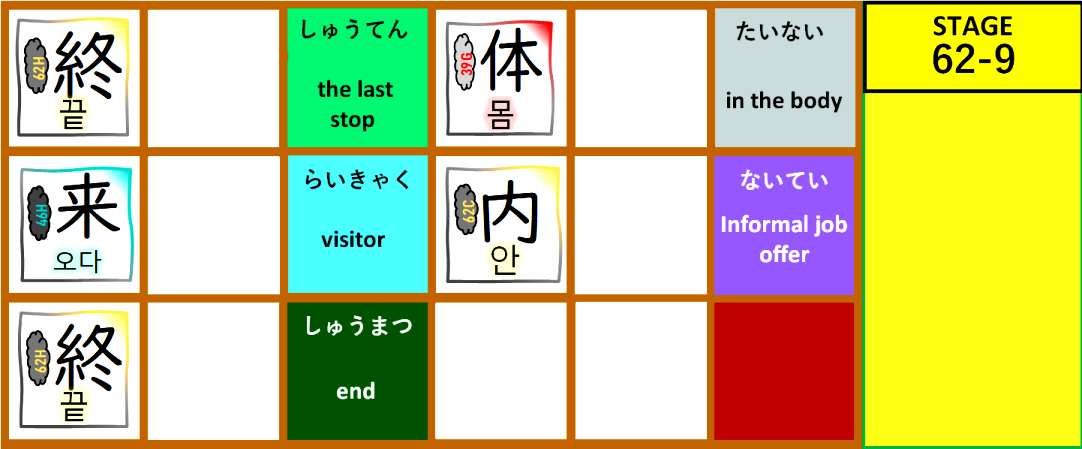 62H
終
끝
しゅうてん
the last
stop
39G
体
몸
たいない
in the body
STAGE
62-9
46H
来
오다
らいきゃく
visitor
62C
内
안
ないてい
Informal job
offer
62H
終
끝
しゅうまつ
end